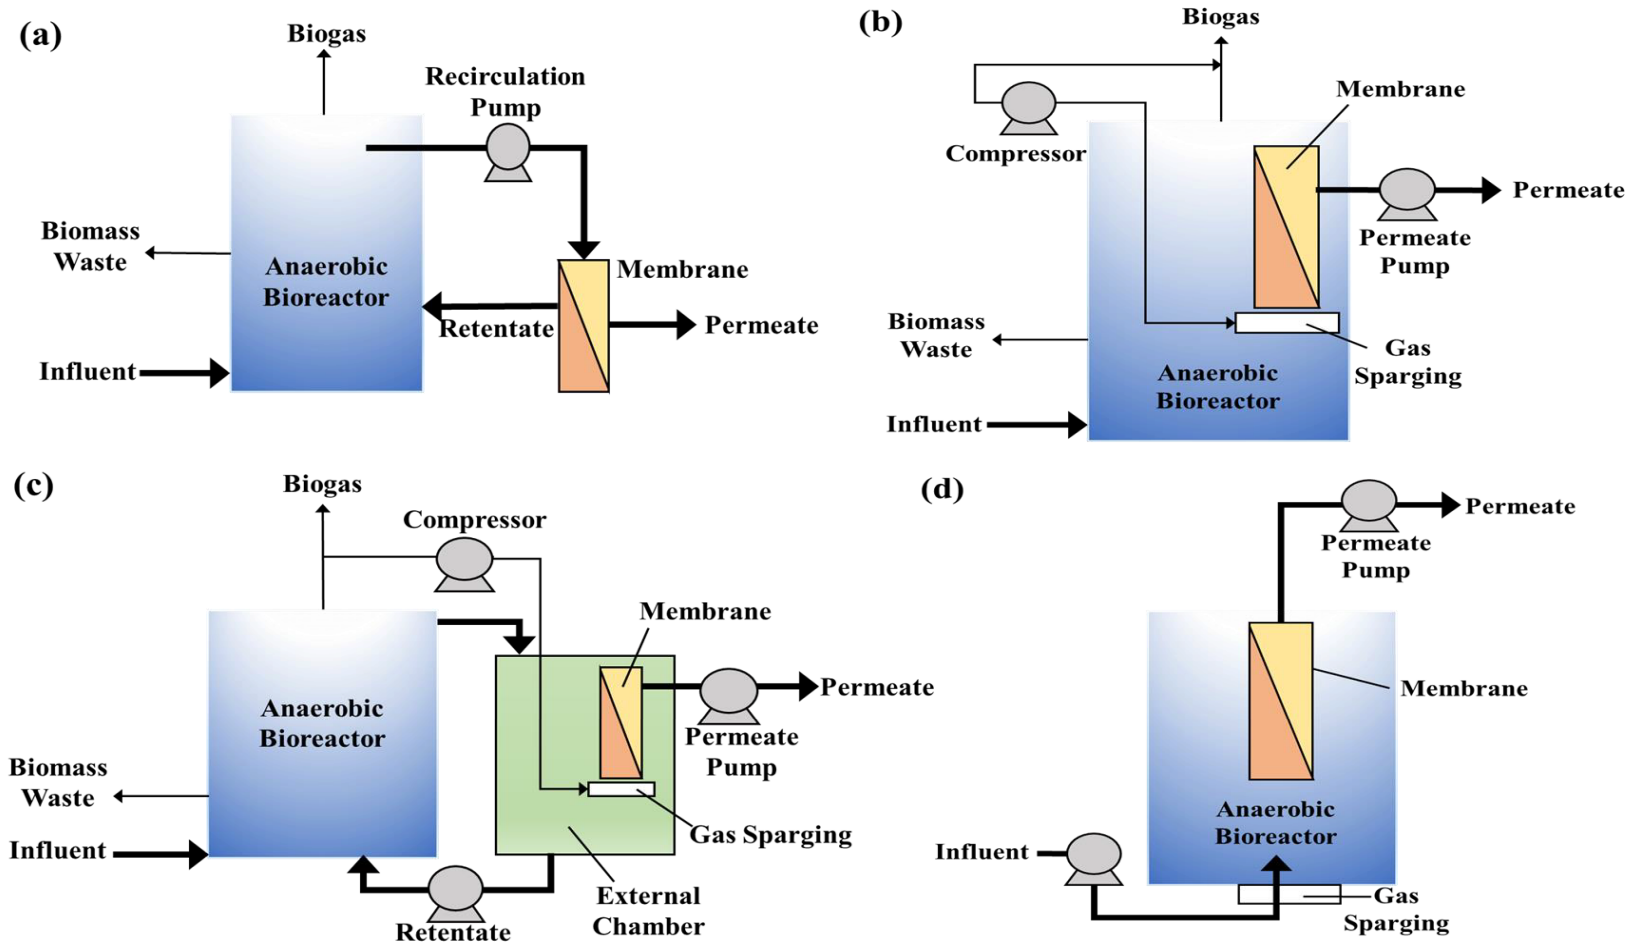 (a)
Biogas
Recirculation
Pump
Biomass
Waste
Anaerobic
Bioreactor
Membrane
Retentate
Permeate
Influent
(b)
Biogas
Membrane
Compressor
Permeate
Permeate
Pump
Biomass
Waste
Gas
Sparging
Anaerobic
Bioreactor
Influent
(c)
Biogas
Compressor
Membrane
Anaerobic
Bioreactor
Permeate
Permeate
Pump
Biomass
Waste
Gas Sparging
Influent
External
Chamber
Retentate
(d)
Permeate
Permeate
Pump
Membrane
Anaerobic
Bioreactor
Influent
Gas
Sparging